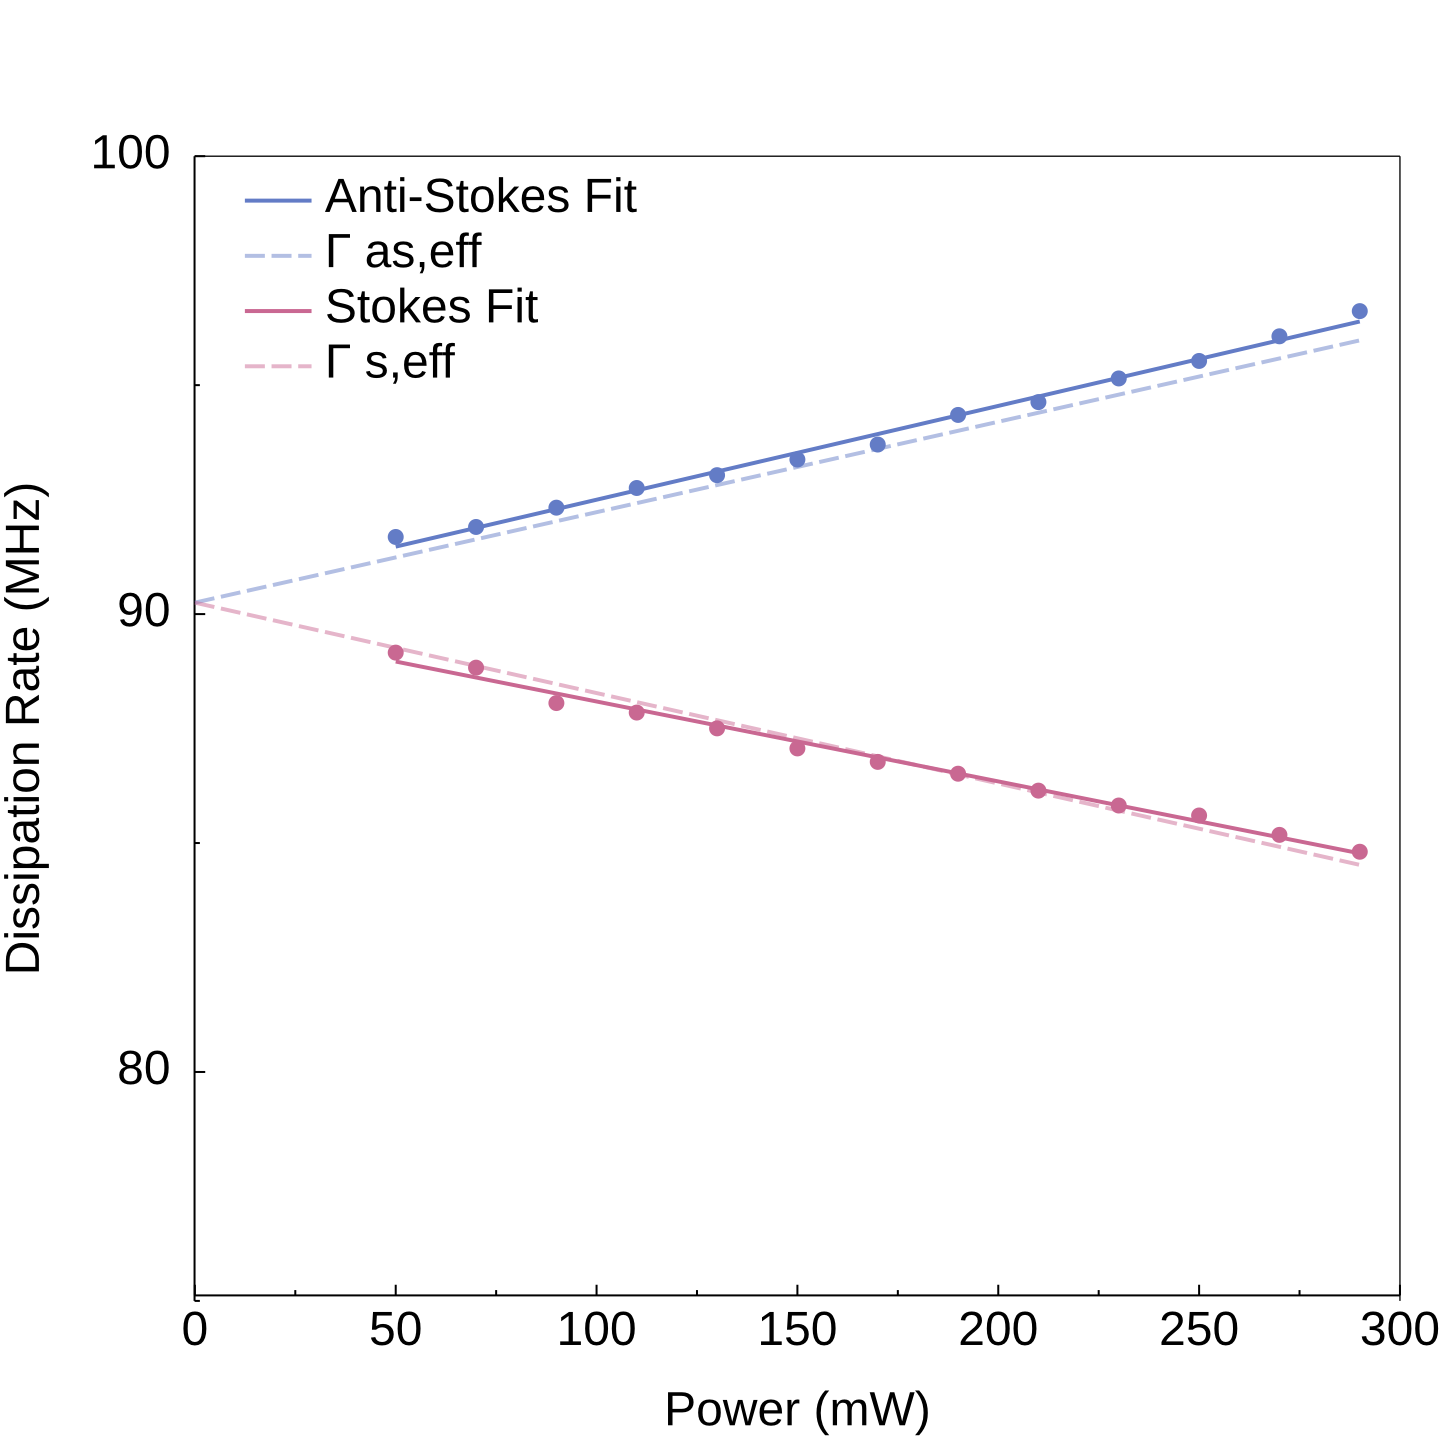 100
Anti-Stokes Fit
Γ as,eff
Stokes Fit
Γ s,eff
90
80
Dissipation Rate (MHz)
0 50 100 150 200 250 300
Power (mW)